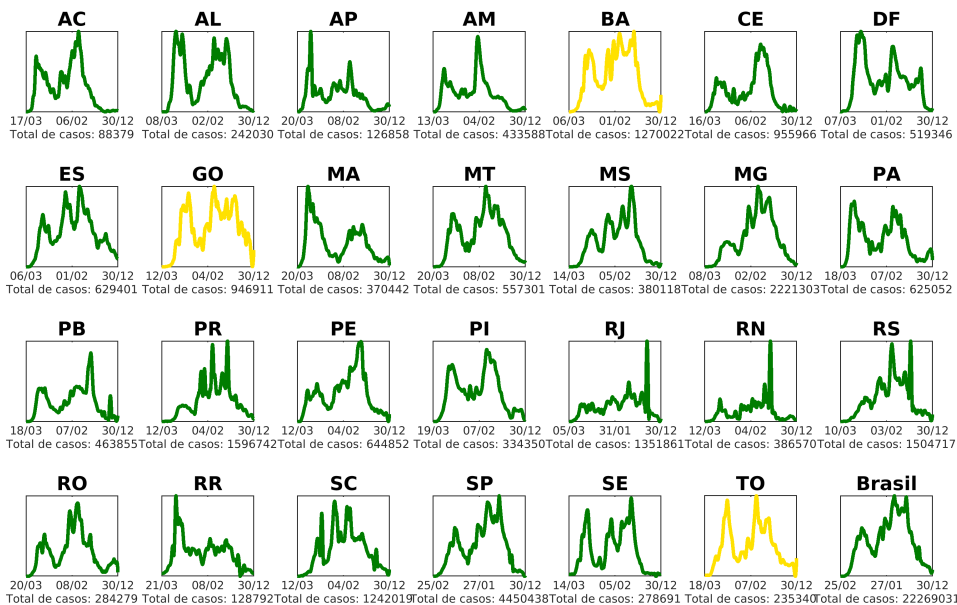 AC AL AP AM BA CE DF
17/03 06/02 30/12 08/03 02/04 30/12 20/03 08/02 30/12 13/03 04/02 30/12 06/03 01/02 30/12 16/03 06/02 30/12 07/03 01/02 30/12
Total de casos: 88379 Total de casos: 242030 Total de casos: 126858 Total de casos: 433588 Total de casos: 1270022 Total de casos: 955966 Total de casos: 519346
ES GO MA MT MS MG PA
06/03 01/02 30/12 12/03 04/02 30/12 20/03 08/02 30/12 20/03 08/02 30/12 14/03 05/02 30/12 08/03 02/02 30/12 18/03 07/02 30/12
Total de casos: 629401 Total de casos: 946911 Total de casos: 370442 Total de casos: 557301 Total de casos: 380118 Total de casos: 2221303 Total de casos: 625052
PB PR PE PI RJ RN RS
18/03 07/02 30/12 12/03 04/02 30/12 12/03 04/02 30/12 19/03 07/02 30/12 05/03 31/01 30/12 12/03 04/02 30/12 10/03 03/02 30/12
Total de casos: 463855 Total de casos: 1596742 Total de casos: 644852 Total de casos: 334350 Total de casos: 1351861 Total de casos: 386570 Total de casos: 1504717
RO RR SC SP SE TO Brasil
20/03 08/02 30/12 21/03 08/02 30/12 12/03 04/02 30/12 25/02 27/01 30/12 14/03 05/02 30/12 18/03 07/02 30/12 25/02 27/01 30/12
Total de casos: 284279 Total de casos: 128792 Total de casos: 1242019 Total de casos: 4450438 Total de casos: 278691 Total de casos: 235340 Total de casos: 22269031